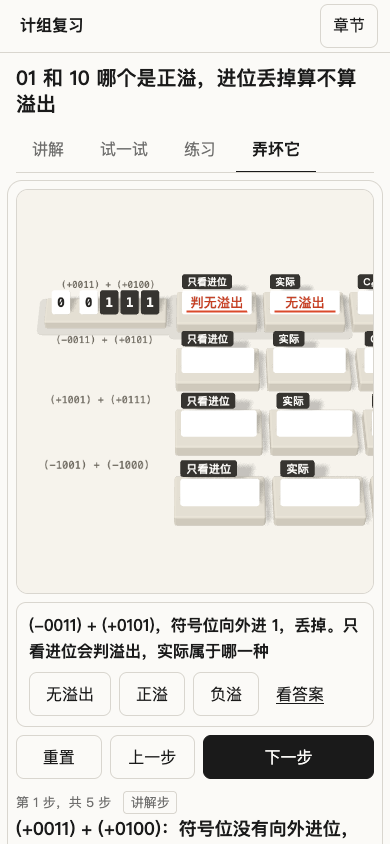 计组复习
章节
01 和 10 哪个是正溢，进位丢掉算不算
溢出
讲解
试一试
练习
弄坏它
(+0011) + (+0100)
只看进位
实际
0 0 1 1 1
判无溢出
无溢出
(-0011) + (+0101)
只看进位
实际
(+1001) + (+0111)
只看进位
实际
(-1001) + (-1000)
只看进位
实际
(-0011) + (+0101)，符号位向外进 1，丢掉。只
看进位会判溢出，实际属于哪一种
无溢出
正溢
负溢
看答案
重置
上一步
下一步
第 1 步，共 5 步
讲解步
(+0011) + (+0100)：符号位没有向外进位，